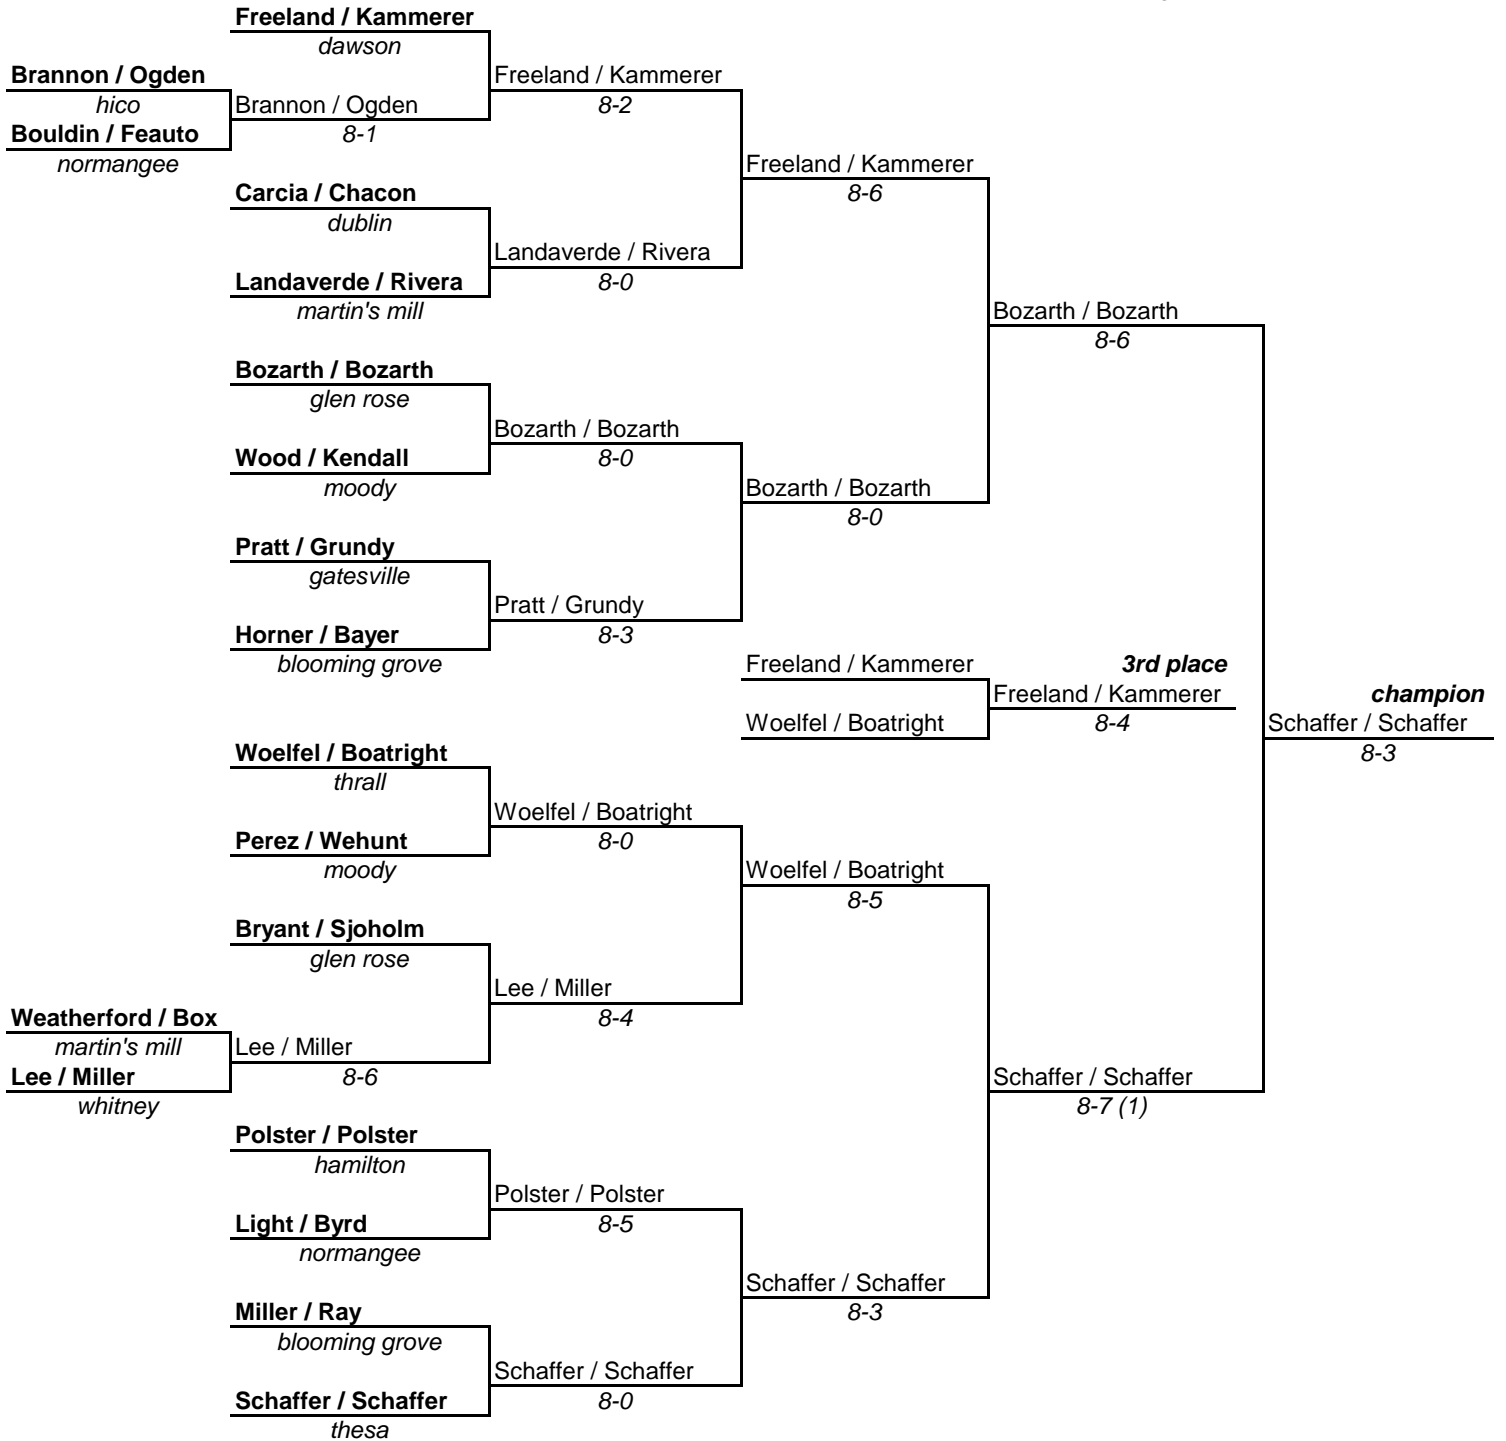 Freeland / Kammerer
dawson
Brannon / Ogden
hico
Bouldin / Feauto
normangee
Brannon / Ogden
8-1
Freeland / Kammerer
8-2
Carcia / Chacon
dublin
Landaverde / Rivera
martin's mill
Landaverde / Rivera
8-0
Freeland / Kammerer
8-6
Bozarth / Bozarth
glen rose
Wood / Kendall
moody
Bozarth / Bozarth
8-0
Pratt / Grundy
gatesville
Horner / Bayer
blooming grove
Pratt / Grundy
8-3
Bozarth / Bozarth
8-0
Bozarth / Bozarth
8-6
Freeland / Kammerer
Woelfel / Boatright
3rd place
Freeland / Kammerer
8-4
champion
Schaffer / Schaffer
8-3
Woelfel / Boatright
thrall
Perez / Wehunt
moody
Woelfel / Boatright
8-0
Bryant / Sjoholm
glen rose
Weatherford / Box
martin's mill
Lee / Miller
whitney
Lee / Miller
8-6
Lee / Miller
8-4
Woelfel / Boatright
8-5
Polster / Polster
hamilton
Light / Byrd
normangee
Polster / Polster
8-5
Miller / Ray
blooming grove
Schaffer / Schaffer
thesa
Schaffer / Schaffer
8-0
Schaffer / Schaffer
8-3
Schaffer / Schaffer
8-7 (1)